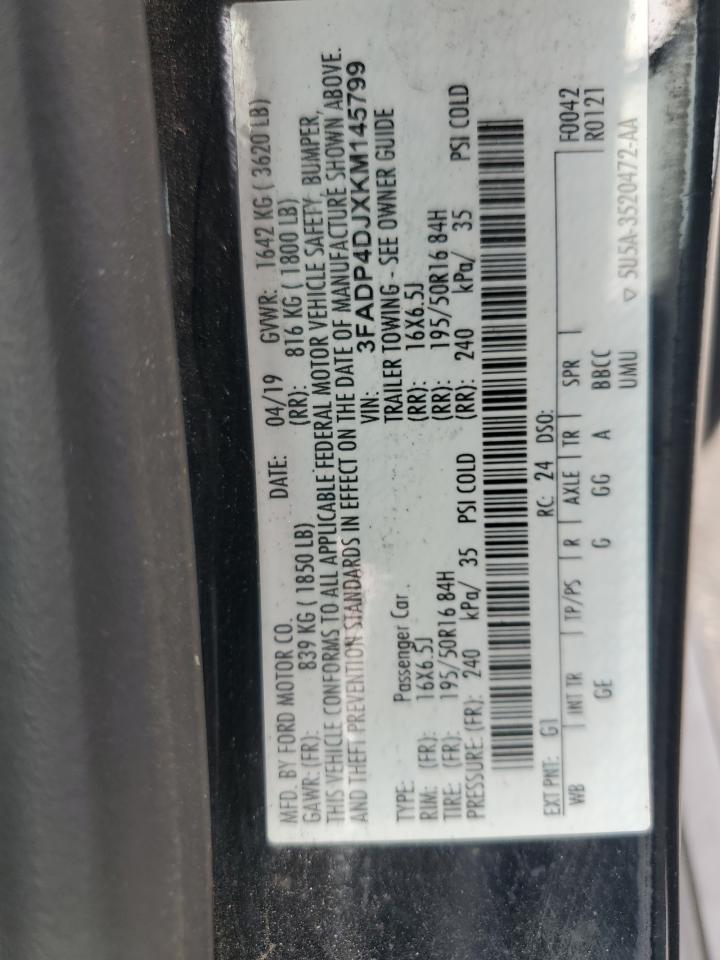 MFD. BY FORD MOTOR CO. DATE: 04/19 GVWR: 1642 KG ( 3620 LB)
GAWR: (FR): 839 KG ( 1850 LB) (RR): 816 KG ( 1800 LB)
THIS VEHICLE CONFORMS TO ALL APPLICABLE FEDERAL MOTOR VEHICLE SAFETY, BUMPER,
AND THEFT PREVENTION STANDARDS IN EFFECT ON THE DATE OF MANUFACTURE SHOWN ABOVE.
VIN: 3FADP4DJXKM145799
TYPE: Passenger Car TRAILER TOWING - SEE OWNER GUIDE
RIM: (FR): 16X6.5J (RR): 16X6.5J
TIRE: (FR): 195/50R16 84H (RR): 195/50R16 84H
PRESSURE: (FR): 240 kPa/ 35 PSI COLD (RR): 240 kPa/ 35 PSI COLD
EXT PNT: G1 RC: 24 DSO: F0042
WB INT TR TP/PS R AXLE TR SPR R0121
GE G GG A BBCC
UMU ▽ 5U5A-3520472-AA